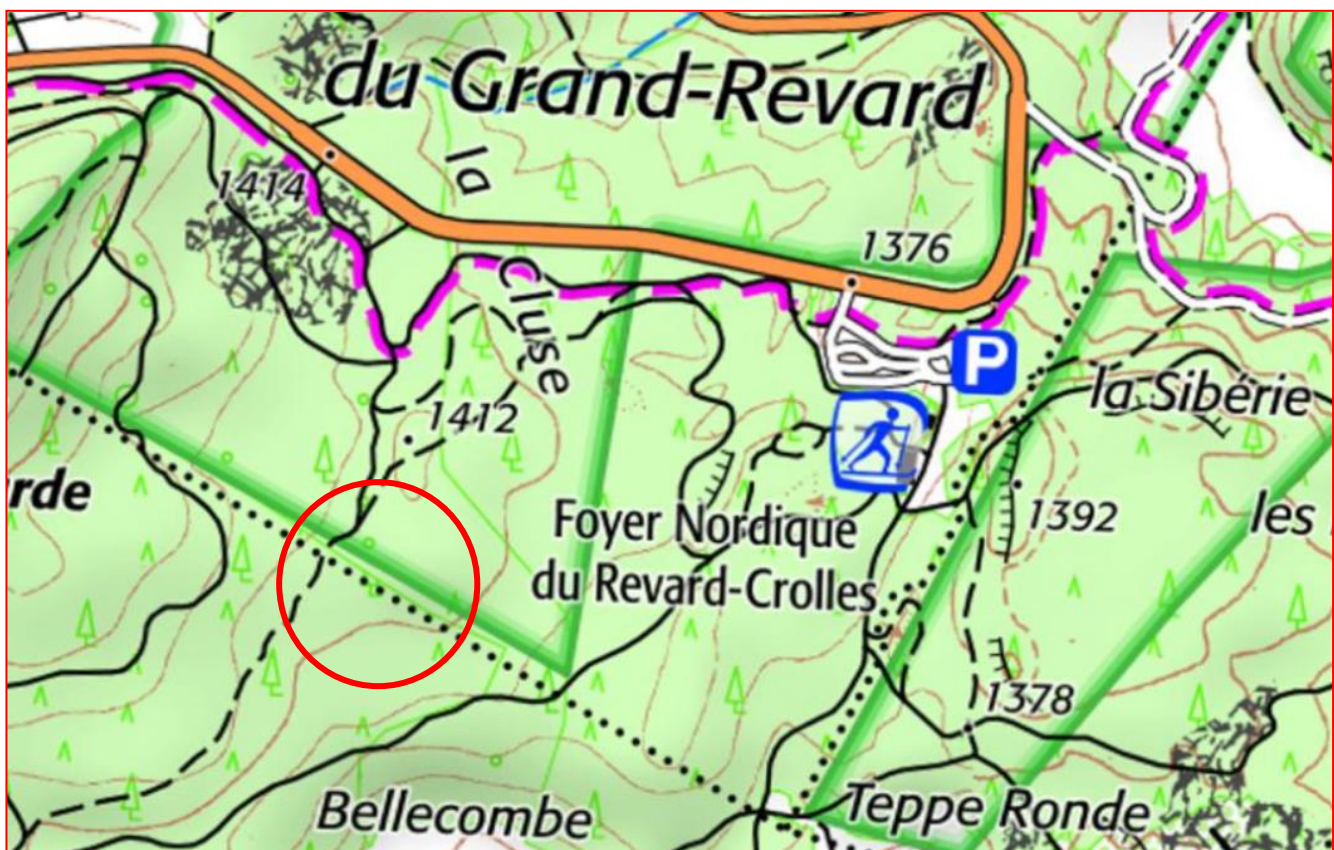 du Grand-Revard
1414
la
Cluse
1376
P
la Sibérie
1412
rde
Foyer Nordique
du Revard-Crolles
1392
les
1378
Bellecombe
Teppe Ronde